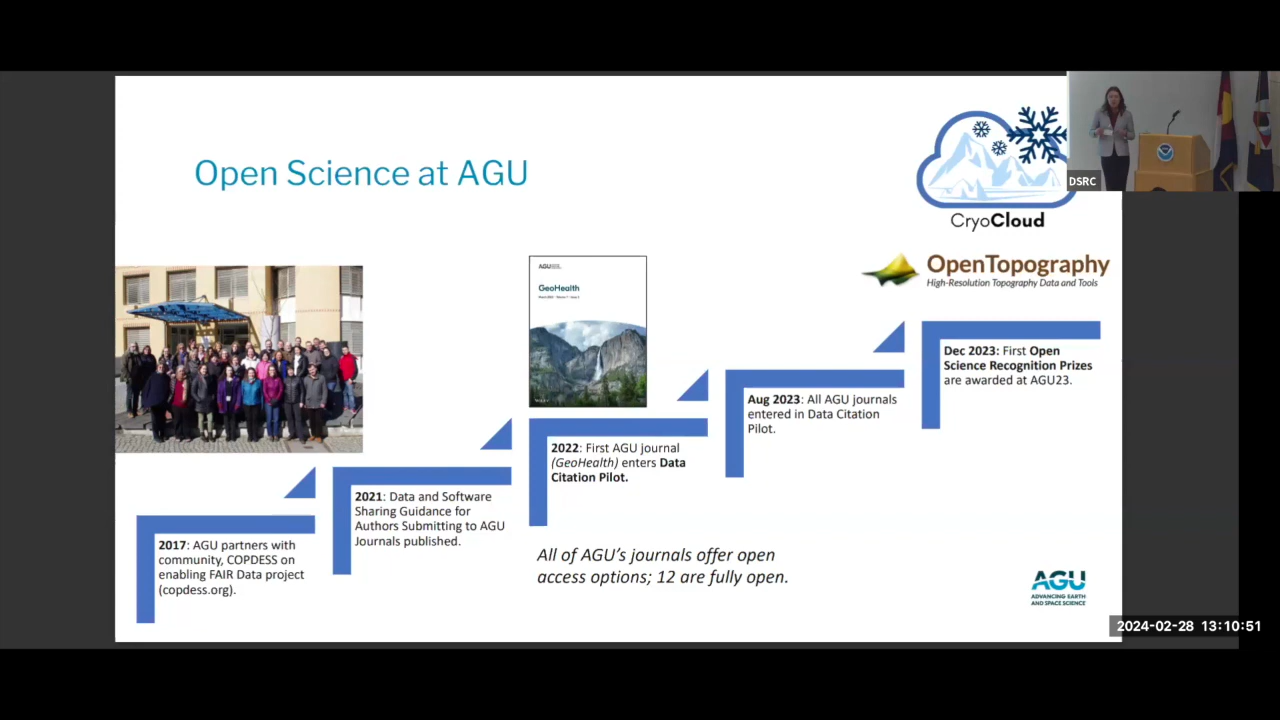 Open Science at AGU
CryoCloud
DSRC
OpenTopography
High-Resolution Topography Data and Tools
AGU
GeoHealth
2017: AGU partners with
community, COPDESS on
enabling FAIR Data project
(copdess.org).
2021: Data and Software
Sharing Guidance for
Authors Submitting to AGU
Journals published.
2022: First AGU journal
(GeoHealth) enters Data
Citation Pilot.
Aug 2023: All AGU journals
entered in Data Citation
Pilot.
Dec 2023: First Open
Science Recognition Prizes
are awarded at AGU23.
All of AGU's journals offer open
access options; 12 are fully open.
AGU
ADVANCING EARTH
AND SPACE SCIENCE
2024-02-28 13:10:51